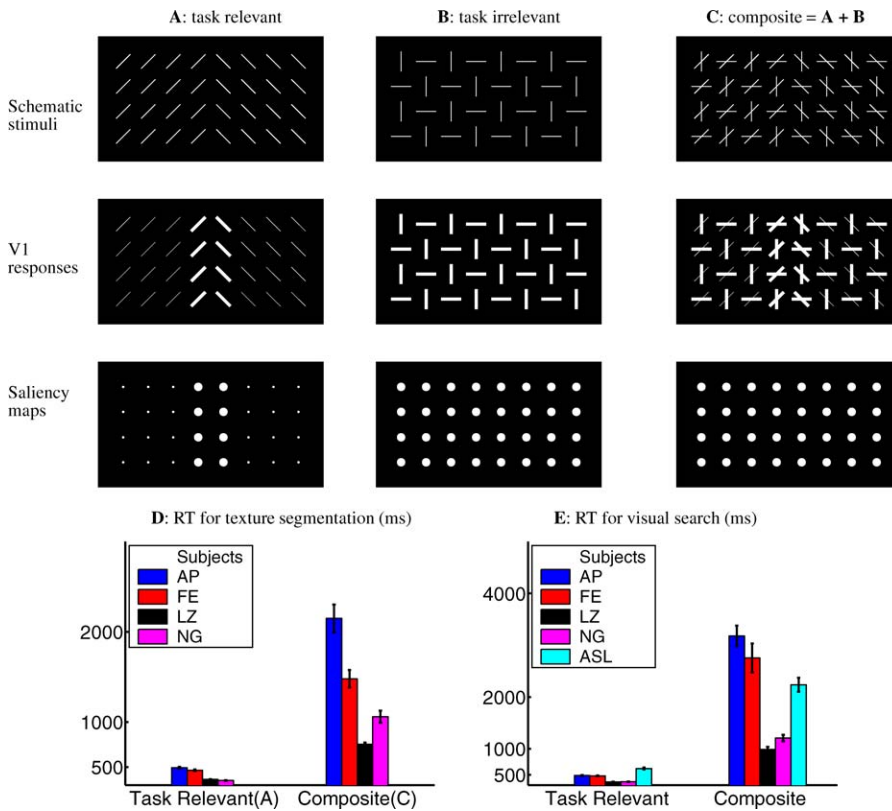 A: task relevant
B: task irrelevant
C: composite = A + B
Schematic
stimuli
V1
responses
Saliency
maps
D: RT for texture segmentation (ms)
Subjects
AP
FE
LZ
NG
2000
1000
500
Task Relevant(A) Composite(C)
E: RT for visual search (ms)
Subjects
AP
FE
LZ
NG
ASL
4000
2000
1000
500
Task Relevant Composite